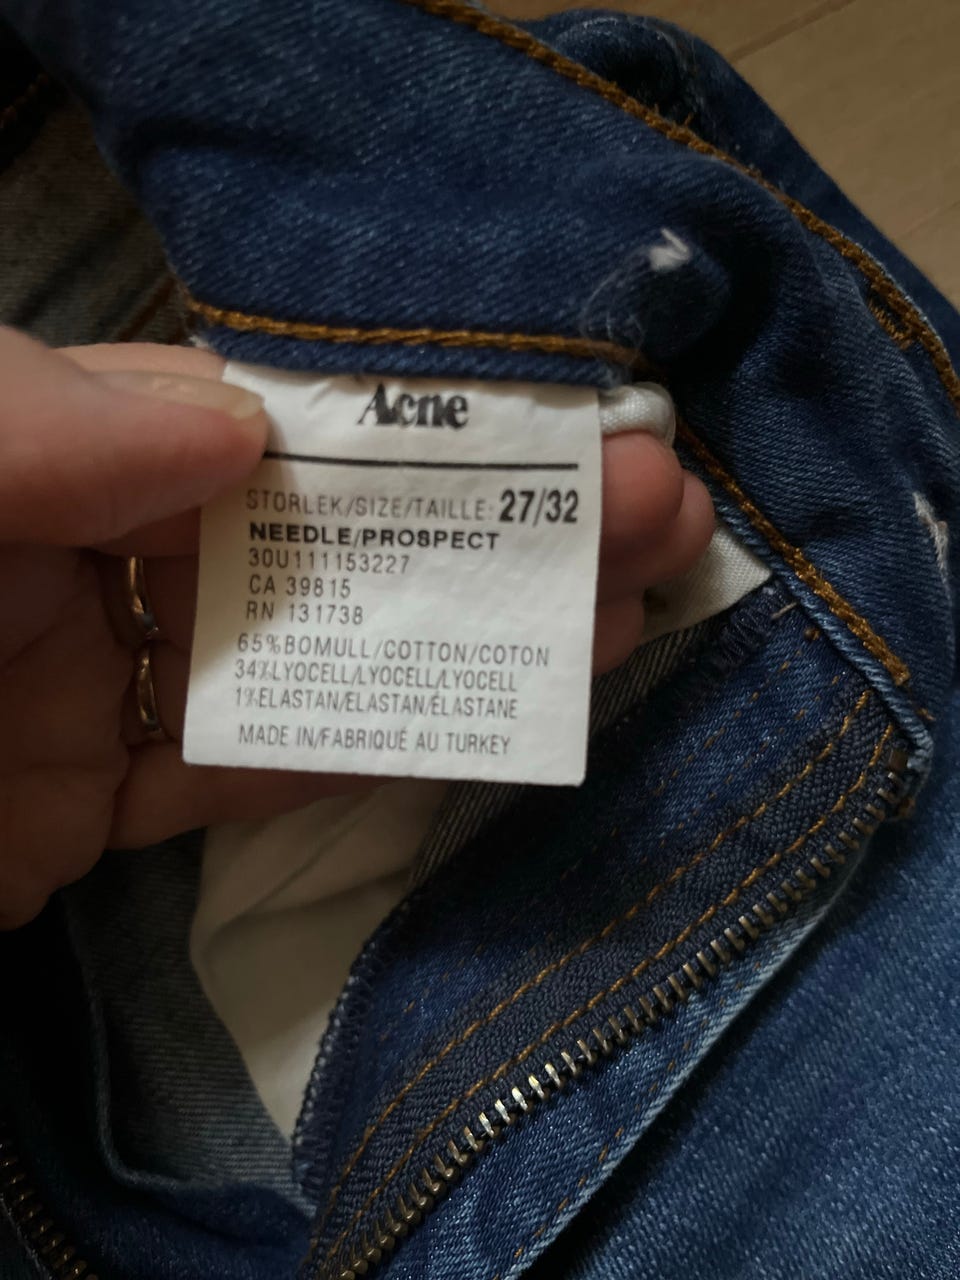 Acne
STORLEK/SIZE/TAILLE: 27/32
NEEDLE/PROSPECT
30U111153227
CA 39815
RN 131738
65%BOMULL/COTTON/COTON
34%LYOCELL/LYOCELL/LYOCELL
1%ELASTAN/ELASTAN/ÉLASTANE
MADE IN/FABRIQUÉ AU TURKEY